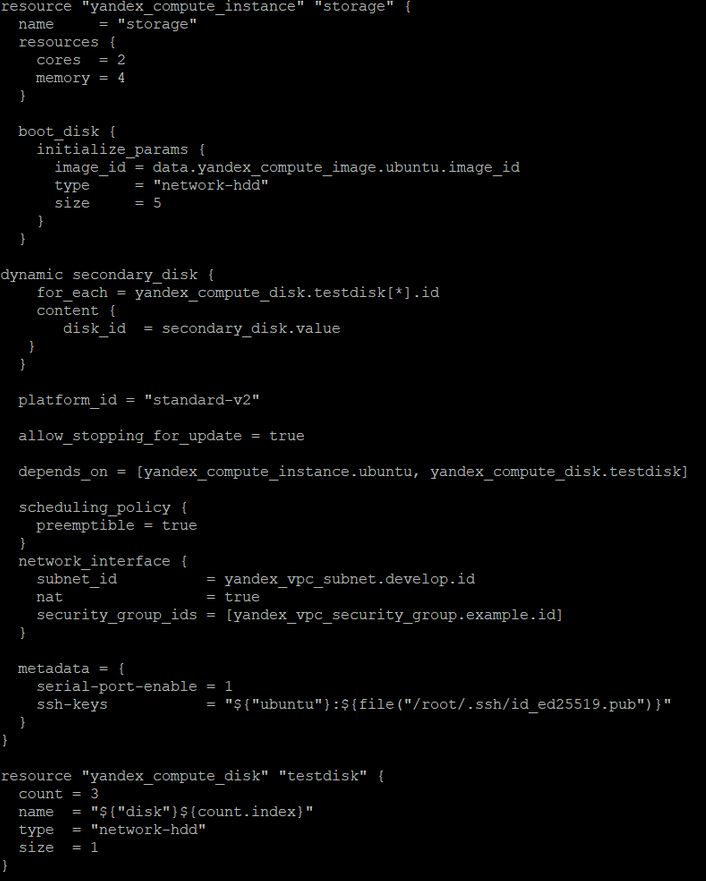 resource "yandex_compute_instance" "storage" {
  name    = "storage"
  resources {
    cores  = 2
    memory = 4
  }

  boot_disk {
    initialize_params {
      image_id = data.yandex_compute_image.ubuntu.image_id
      type     = "network-hdd"
      size     = 5
    }
  }

dynamic secondary_disk {
    for_each = yandex_compute_disk.testdisk[*].id
    content {
       disk_id  = secondary_disk.value
   }
  }

  platform_id = "standard-v2"

  allow_stopping_for_update = true

  depends_on = [yandex_compute_instance.ubuntu, yandex_compute_disk.testdisk]

  scheduling_policy {
    preemptible = true
  }
  network_interface {
    subnet_id          = yandex_vpc_subnet.develop.id
    nat                = true
    security_group_ids = [yandex_vpc_security_group.example.id]
  }

  metadata = {
    serial-port-enable = 1
    ssh-keys           = "${"ubuntu"}:${file("/root/.ssh/id_ed25519.pub")}"
  }
}

resource "yandex_compute_disk" "testdisk" {
  count = 3
  name  = "${"disk"}${count.index}"
  type  = "network-hdd"
  size  = 1
}